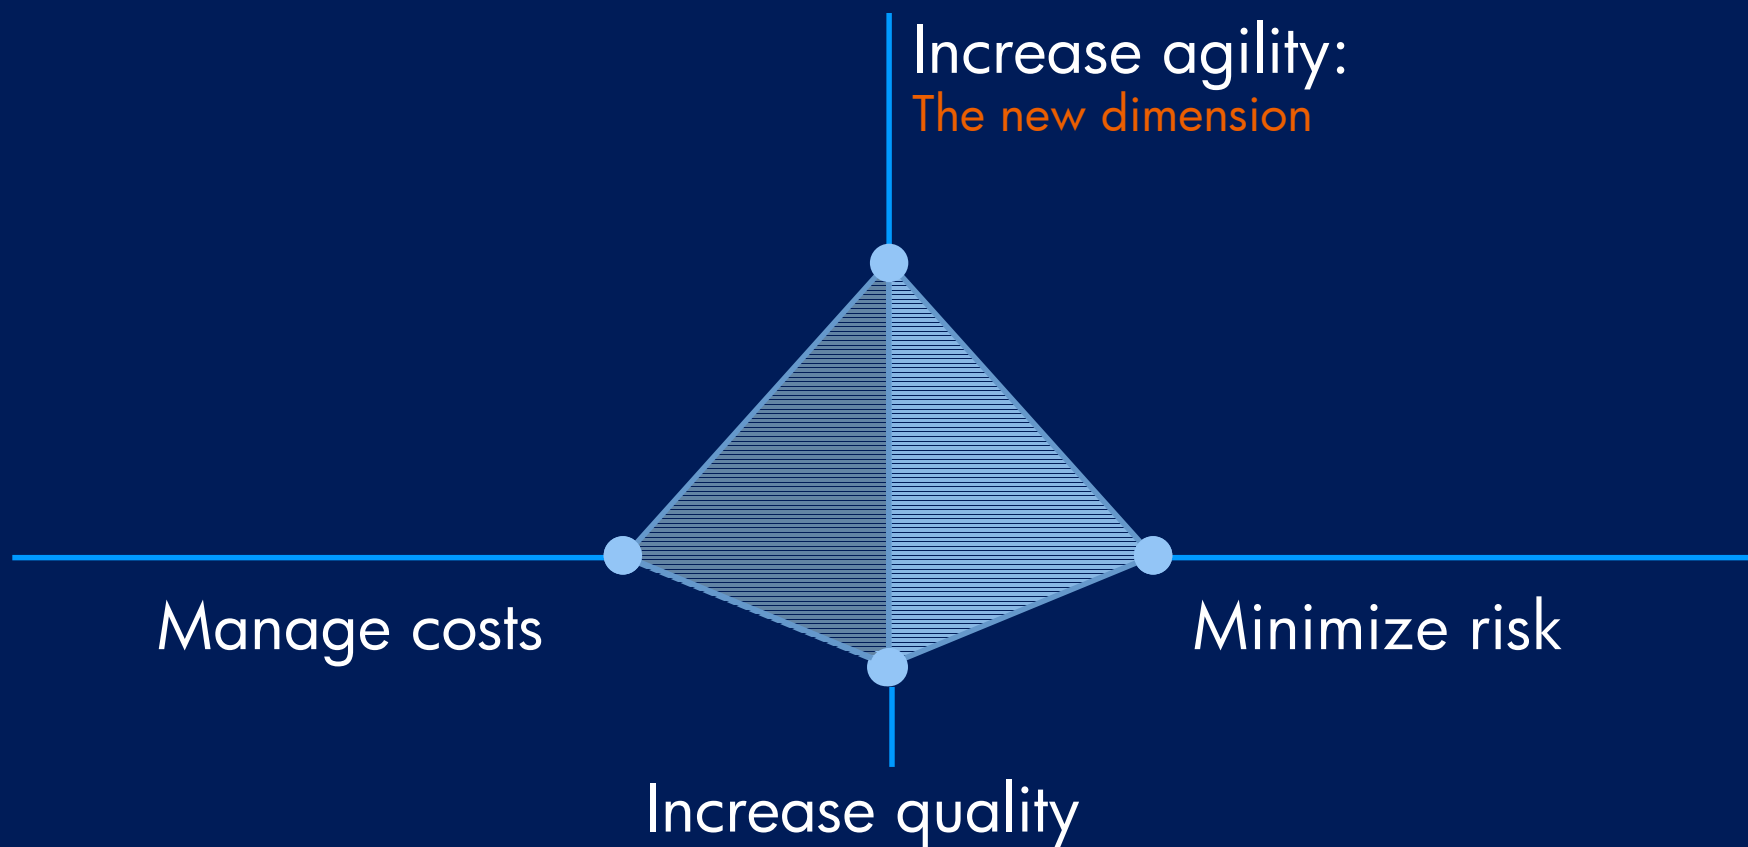 Increase agility:
The new dimension
Manage costs
Minimize risk
Increase quality